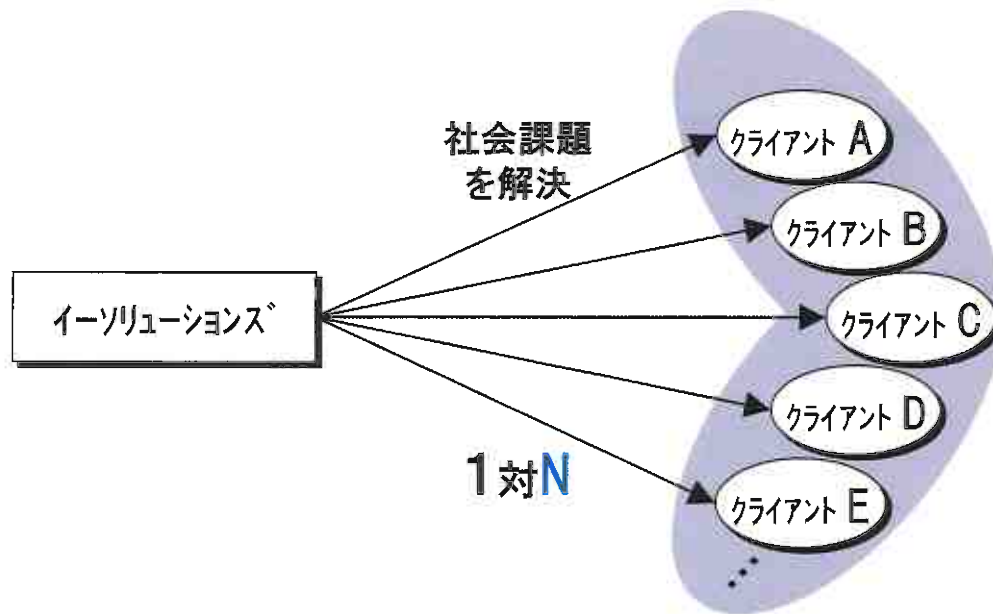 社会課題
を解決
イーソリューションズ
1対N
クライアント A
クライアント B
クライアント C
クライアント D
クライアント E
…